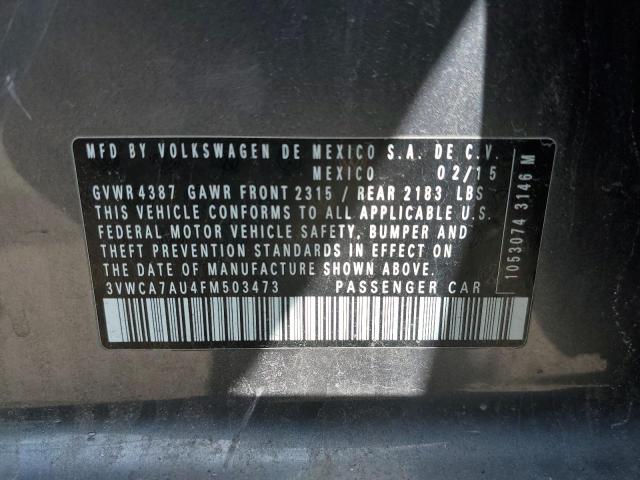 MFD BY VOLKSWAGEN DE MEXICO S.A. DE C.V.
MEXICO 02/15
GVWR 4387 GAWR FRONT 2315 / REAR 2183 LBS
THIS VEHICLE CONFORMS TO ALL APPLICABLE U.S.
FEDERAL MOTOR VEHICLE SAFETY, BUMPER AND
THEFT PREVENTION STANDARDS IN EFFECT ON
THE DATE OF MANUFACTURE SHOWN ABOVE.
3VWCA7AU4FM503473 PASSENGER CAR
1053074 3146 M